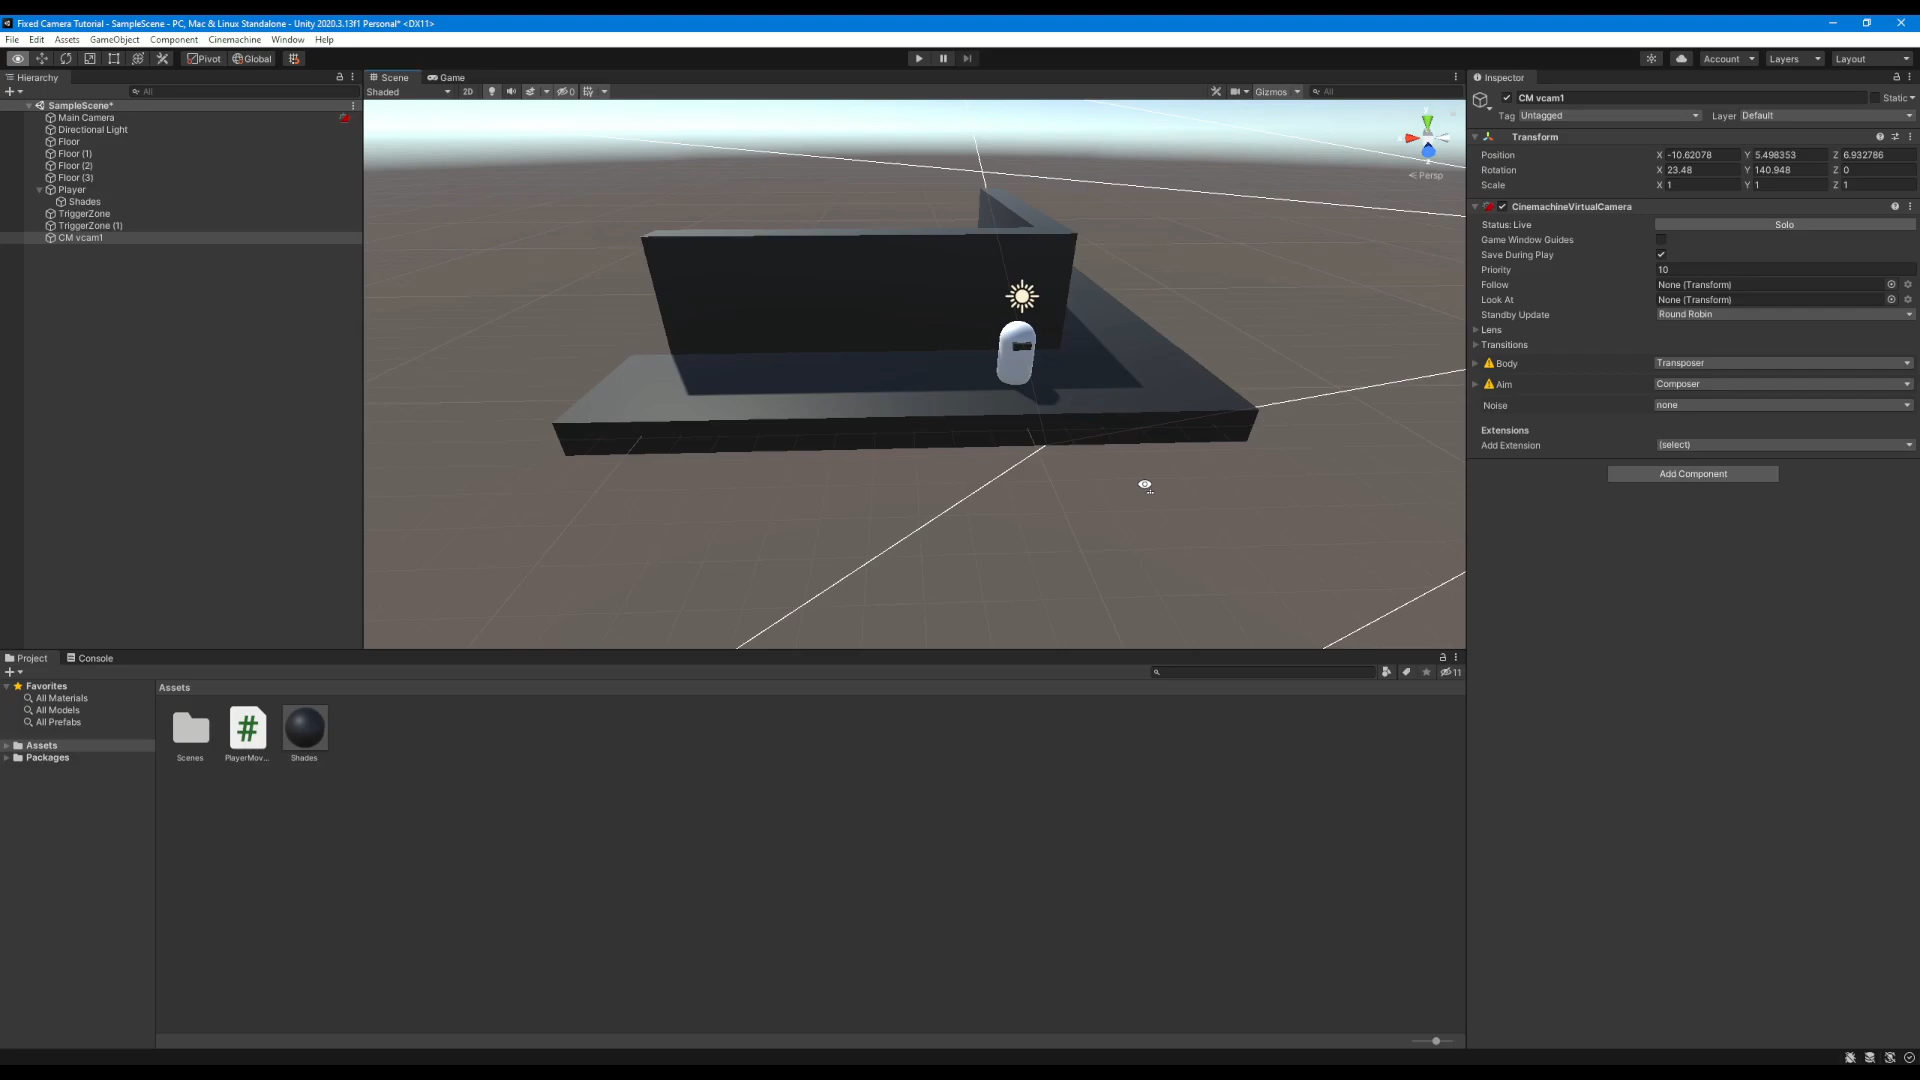 Fixed Camera Tutorial - SampleScene - PC, Mac & Linux Standalone - Unity 2020.3.13f1 Personal* <DX11>
File Edit Assets GameObject Component Cinemachine Window Help
Pivot Global Account Layers Layout
Hierarchy
All
SampleScene*
Main Camera
Directional Light
Floor
Floor (1)
Floor (2)
Floor (3)
Player
Shades
TriggerZone
TriggerZone (1)
CM vcam1
Scene Game
Shaded 2D 0 Gizmos All
Y
< Persp
Inspector
CM vcam1 Static
Tag Untagged Layer Default
Transform
Position X -10.62078 Y 5.498353 Z 6.932786
Rotation X 23.48 Y 140.948 Z 0
Scale X 1 Y 1 Z 1
CinemachineVirtualCamera
Status: Live Solo
Game Window Guides
Save During Play
Priority 10
Follow None (Transform)
Look At None (Transform)
Standby Update Round Robin
Lens
Transitions
Body Transposer
Aim Composer
Noise none
Extensions
Add Extension (select)
Add Component
Project Console
11
Favorites
All Materials
All Models
All Prefabs
Assets
Packages
Assets
Scenes PlayerMov... Shades